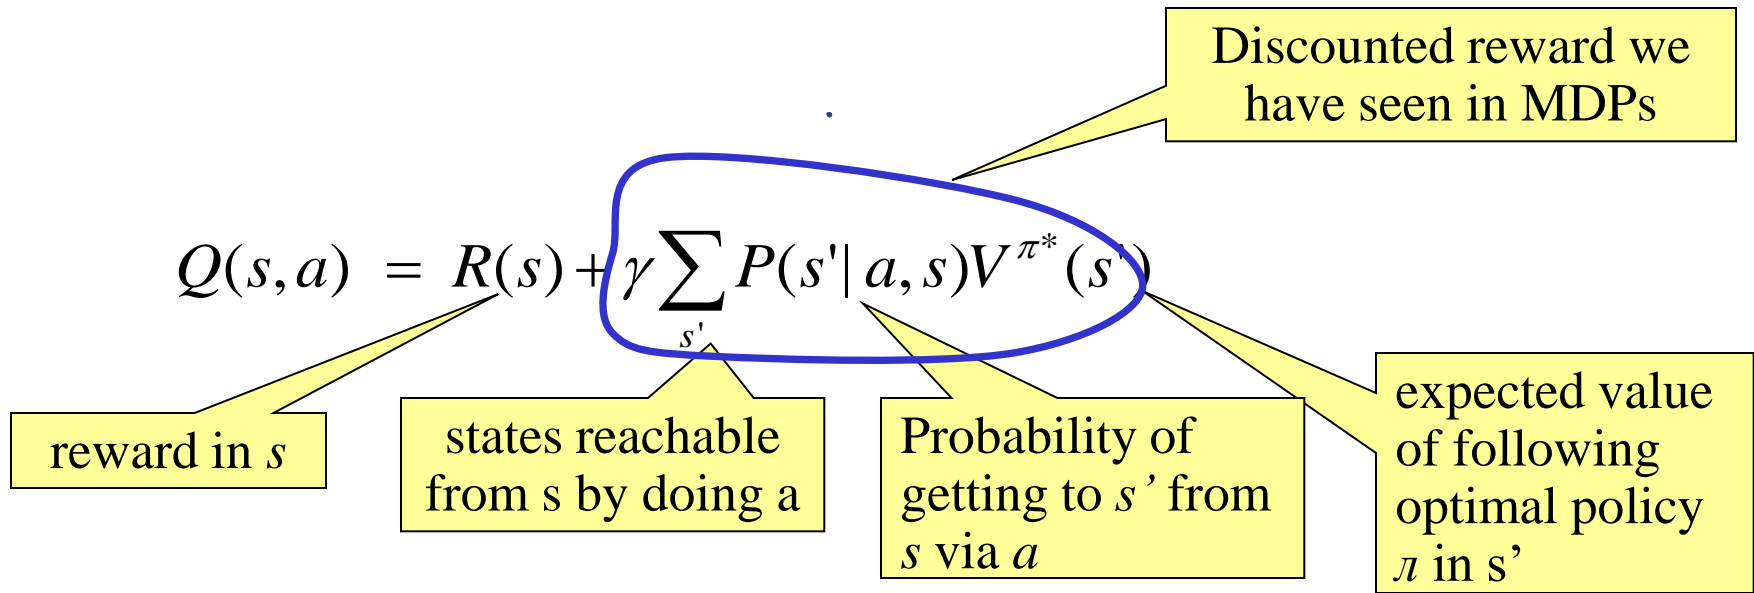 Discounted reward we
have seen in MDPs
Q(s,a) = R(s) + γ∑P(s'| a,s)V^π*(s')
s'
reward in s
states reachable
from s by doing a
Probability of
getting to s’ from
s via a
expected value
of following
optimal policy
л in s’